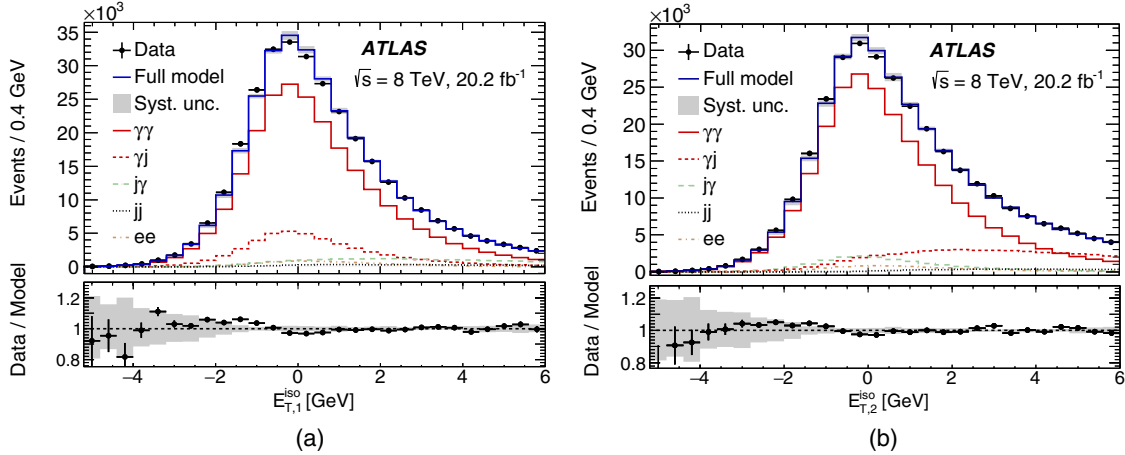 ×10³
35
30
25
20
15
10
5
0
Events / 0.4 GeV
Data
Full model
Syst. unc.
γγ
γj
jγ
jj
ee
ATLAS
√s = 8 TeV, 20.2 fb⁻¹
1.2
1
0.8
Data / Model
−4 −2 0 2 4 6
E_T,1^iso [GeV]
(a)
×10³
30
25
20
15
10
5
0
Events / 0.4 GeV
Data
Full model
Syst. unc.
γγ
γj
jγ
jj
ee
ATLAS
√s = 8 TeV, 20.2 fb⁻¹
1.2
1
0.8
Data / Model
−4 −2 0 2 4 6
E_T,2^iso [GeV]
(b)